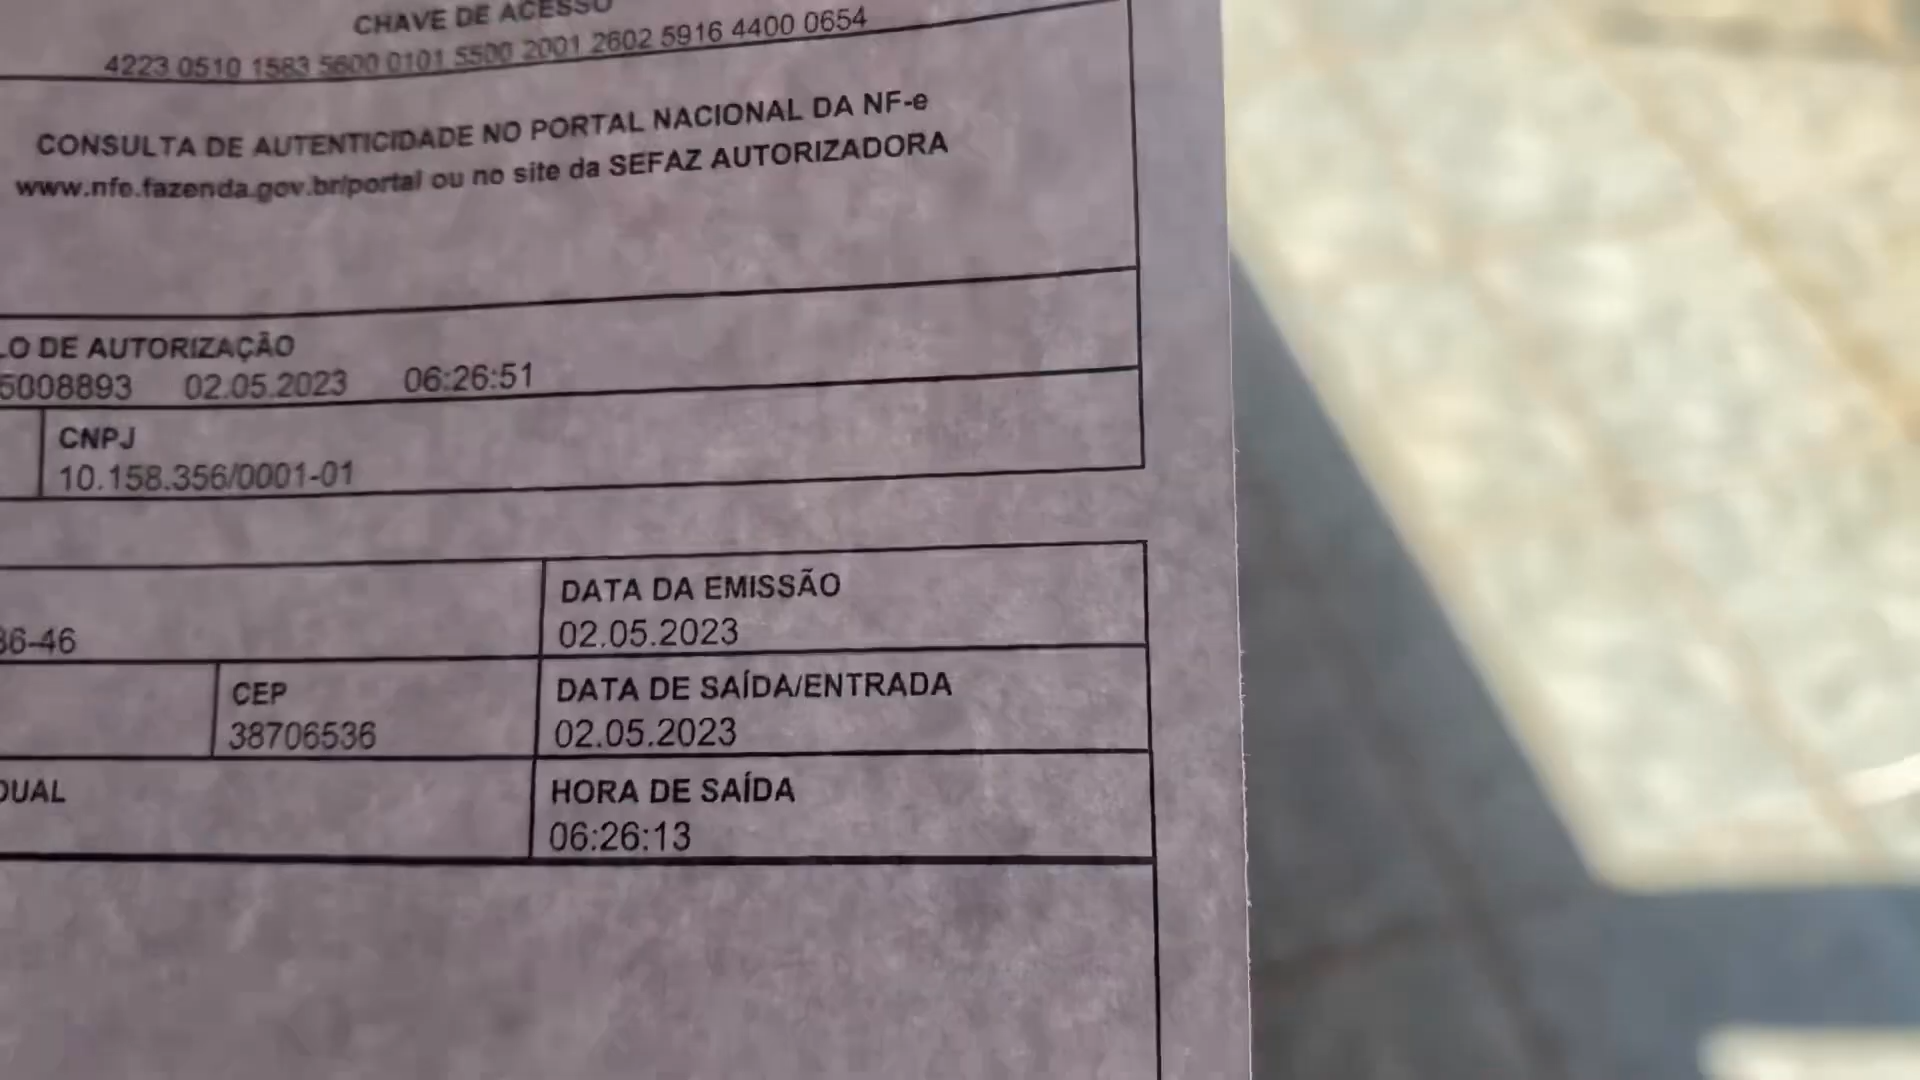 CHAVE DE ACESSO
4223 0510 1583 5600 0101 5500 2001 2602 5916 4400 0654
CONSULTA DE AUTENTICIDADE NO PORTAL NACIONAL DA NF-e
www.nfe.fazenda.gov.br/portal ou no site da SEFAZ AUTORIZADORA
LO DE AUTORIZAÇÃO
5008893 02.05.2023 06:26:51
CNPJ
10.158.356/0001-01
DATA DA EMISSÃO
36-46 02.05.2023
CEP DATA DE SAÍDA/ENTRADA
38706536 02.05.2023
DUAL HORA DE SAÍDA
06:26:13